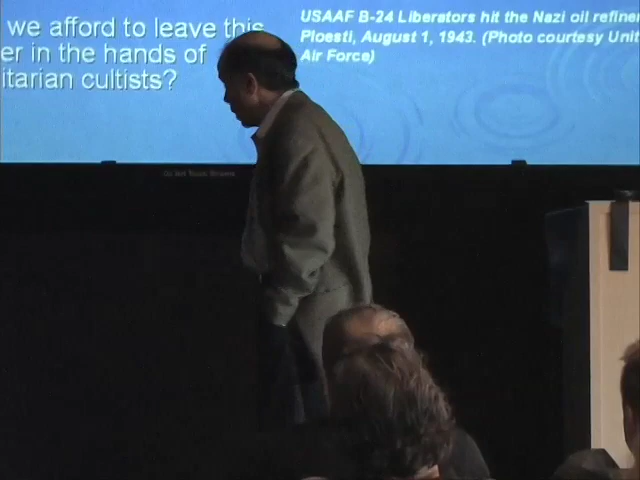 we afford to leave this
er in the hands of
itarian cultists?
USAAF B-24 Liberators hit the Nazi oil refiner
Ploesti, August 1, 1943. (Photo courtesy Unit
Air Force)